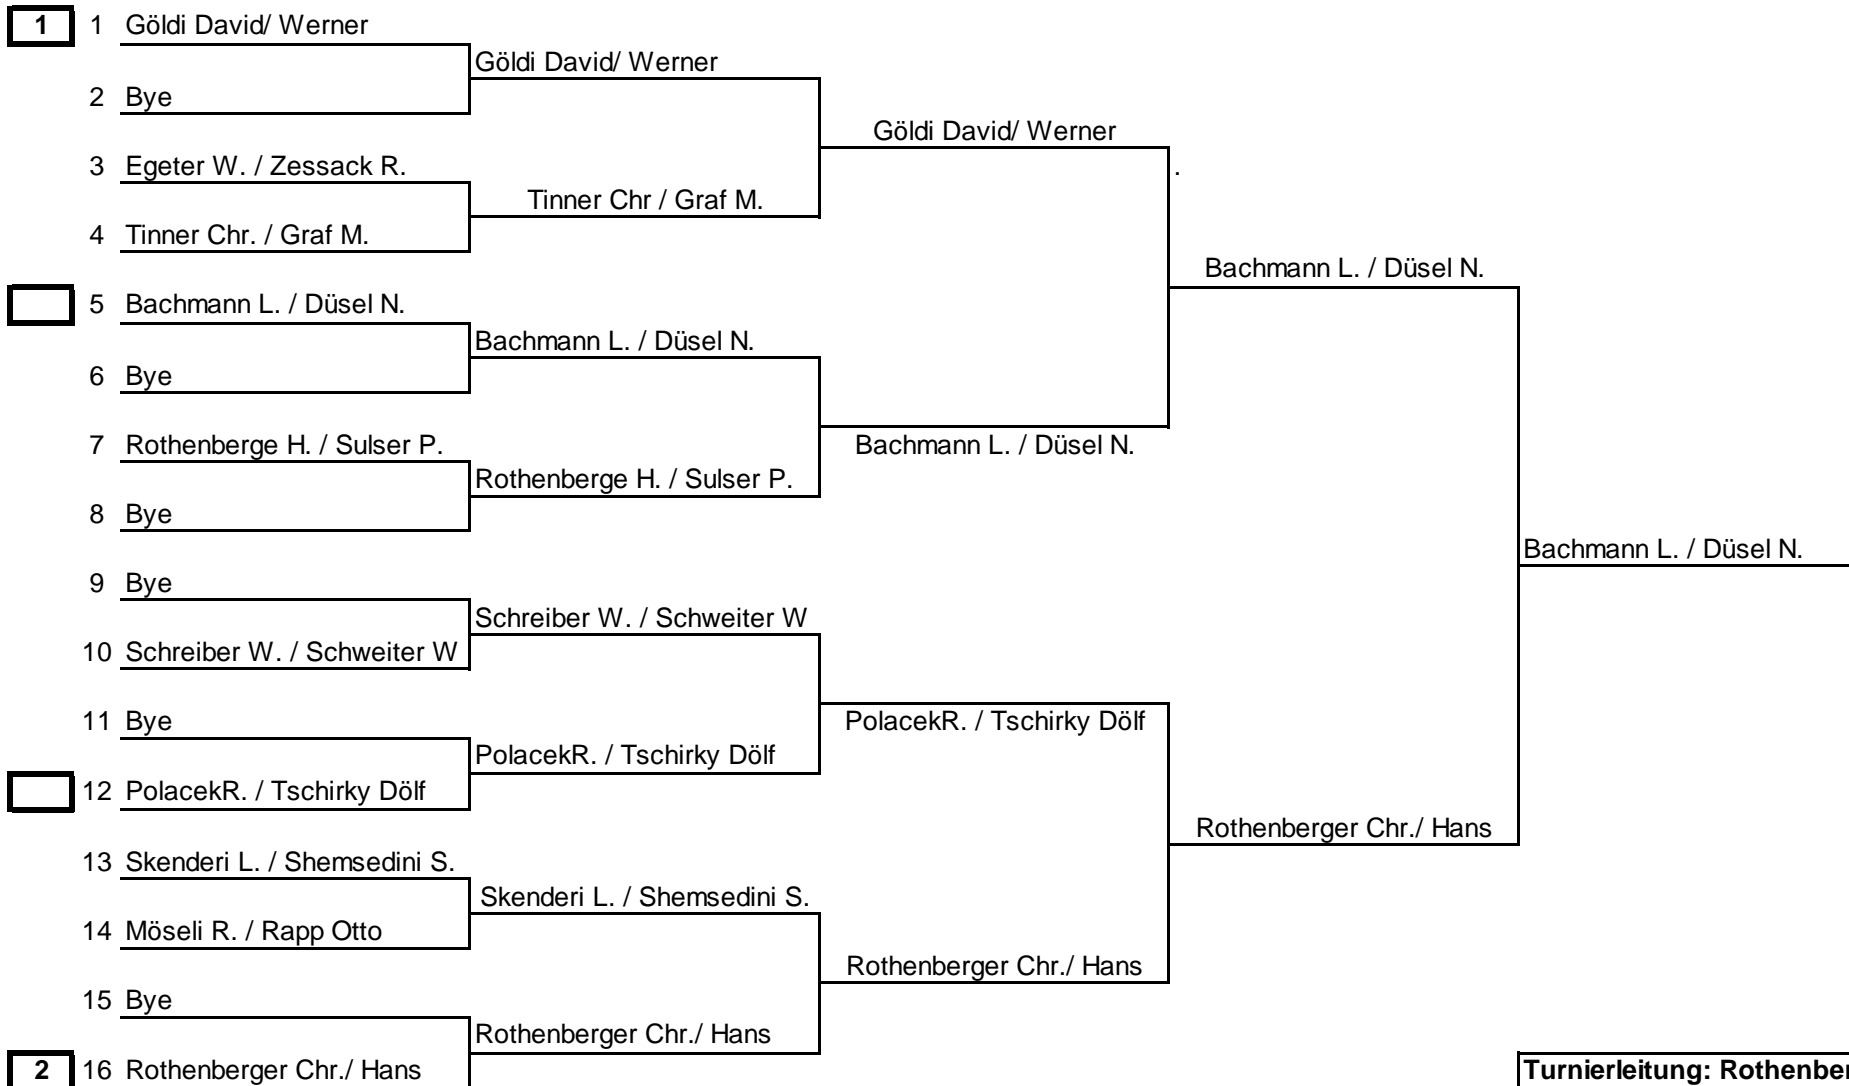 1 1 Göldi David/ Werner
Göldi David/ Werner
2 Bye
Göldi David/ Werner
3 Egeter W. / Zessack R.
.
Tinner Chr / Graf M.
4 Tinner Chr. / Graf M.
Bachmann L. / Düsel N.
5 Bachmann L. / Düsel N.
Bachmann L. / Düsel N.
6 Bye
7 Rothenberge H. / Sulser P.
Bachmann L. / Düsel N.
Rothenberge H. / Sulser P.
8 Bye
Bachmann L. / Düsel N.
9 Bye
Schreiber W. / Schweiter W
10 Schreiber W. / Schweiter W
11 Bye
PolacekR. / Tschirky Dölf
PolacekR. / Tschirky Dölf
12 PolacekR. / Tschirky Dölf
Rothenberger Chr./ Hans
13 Skenderi L. / Shemsedini S.
Skenderi L. / Shemsedini S.
14 Möseli R. / Rapp Otto
Rothenberger Chr./ Hans
15 Bye
Rothenberger Chr./ Hans
2 16 Rothenberger Chr./ Hans
Turnierleitung: